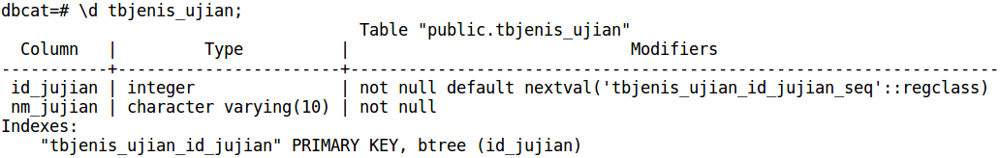 dbcat=# \d tbjenis_ujian;
                                     Table "public.tbjenis_ujian"
  Column   |         Type          |                             Modifiers
-----------+-----------------------+------------------------------------------------------------------
 id_jujian | integer               | not null default nextval('tbjenis_ujian_id_jujian_seq'::regclass)
 nm_jujian | character varying(10) | not null
Indexes:
    "tbjenis_ujian_id_jujian" PRIMARY KEY, btree (id_jujian)